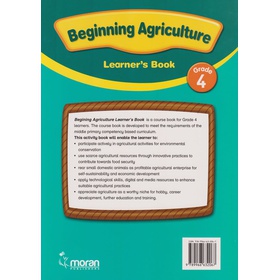 Beginning Agriculture
Learner's Book
Grade
4
Begining Agriculture Learner's Book is a course book for Grade 4
learners. The course book is developed to meet the requirements of the
middle primary competency-based curriculum.
This activity book will enable the learner to:
• participate actively in agricultural activities for environmental
conservation
• use scarce agricultural resources through innovative practices to
contribute towards food security
• rear small domestic animals as profitable agricultural enterprise for
self sustainability and economic development
• apply technological skills, digital and media resources to enhance
suitable agricultural practices
• appreciate agriculture as a worthy niche for hobby, career
development, further education and training.
moran
PUBLISHERS